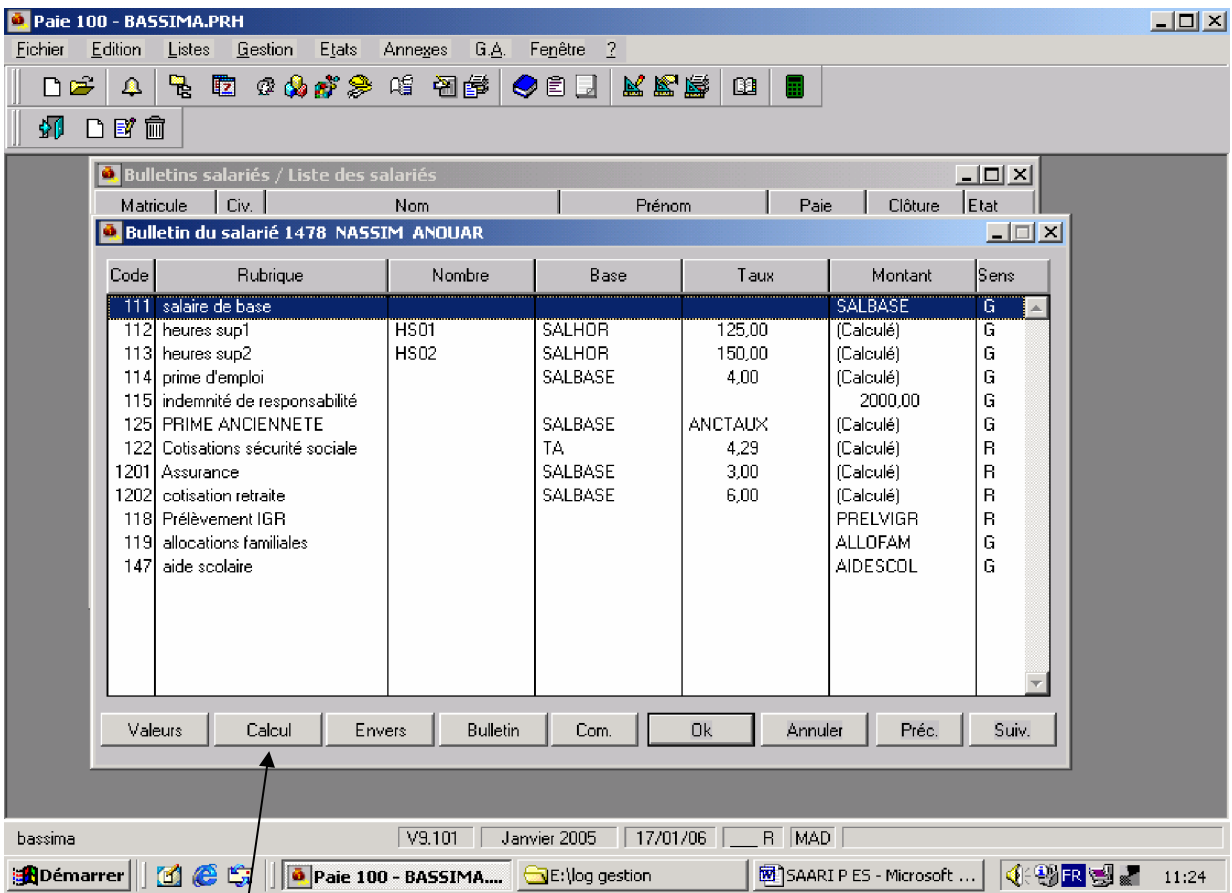 Paie 100 - BASSIMA.PRH
Fichier Edition Listes Gestion Etats Annexes G.A. Fenêtre ?
Bulletins salariés / Liste des salariés
Matricule Civ. Nom Prénom Paie Clôture Etat
Bulletin du salarié 1478 NASSIM ANOUAR
Code Rubrique Nombre Base Taux Montant Sens
111 salaire de base SALBASE G
112 heures sup1 HS01 SALHOR 125,00 (Calculé) G
113 heures sup2 HS02 SALHOR 150,00 (Calculé) G
114 prime d'emploi SALBASE 4,00 (Calculé) G
115 indemnité de responsabilité 2000,00 G
125 PRIME ANCIENNETE SALBASE ANCTAUX (Calculé) G
122 Cotisations sécurité sociale TA 4,29 (Calculé) R
1201 Assurance SALBASE 3,00 (Calculé) R
1202 cotisation retraite SALBASE 6,00 (Calculé) R
118 Prélèvement IGR PRELVIGR R
119 allocations familiales ALLOFAM G
147 aide scolaire AIDESCOL G
Valeurs Calcul Envers Bulletin Com. Ok Annuler Préc. Suiv.
bassima V9.101 Janvier 2005 17/01/06 ___ R MAD
Démarrer Paie 100 - BASSIMA.... E:\log gestion SAARI P ES - Microsoft ... FR 11:24